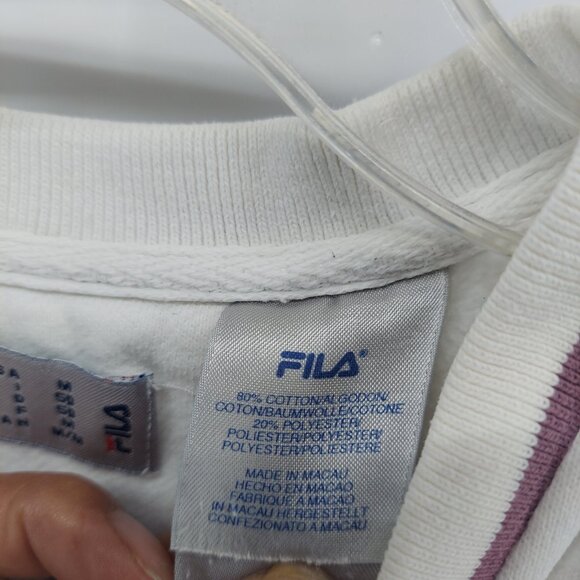 FILA®
80% COTTON/ALGODON/
COTON/BAUMWOLLE/COTONE
20% POLYESTER/
POLIESTER/POLYESTER/
POLYESTER/POLIESTERE
MADE IN MACAU
HECHO EN MACAO
FABRIQUE A MACAO
IN MACAU HERGESTELLT
CONFEZIONATO A MACAU
FILA